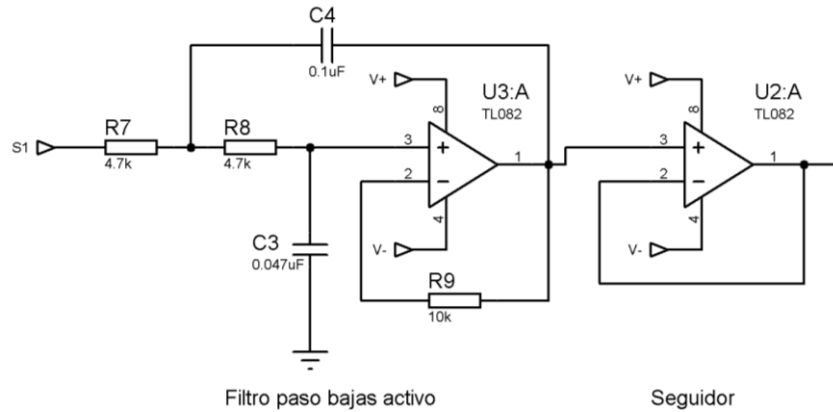 C4
0.1uF
V+
8
U3:A
TL082
V+
8
U2:A
TL082
S1
R7
4.7k
R8
4.7k
3
2
+
−
1
4
3
2
+
−
1
4
C3
0.047uF
V-
V-
R9
10k
Filtro paso bajas activo
Seguidor